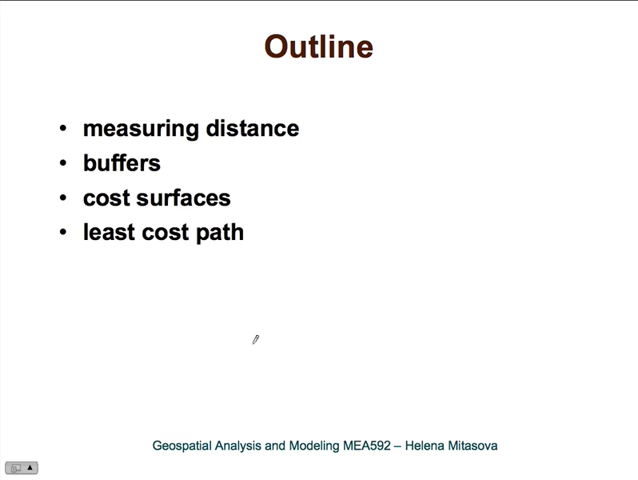 Outline
• measuring distance
• buffers
• cost surfaces
• least cost path
Geospatial Analysis and Modeling MEA592 – Helena Mitasova